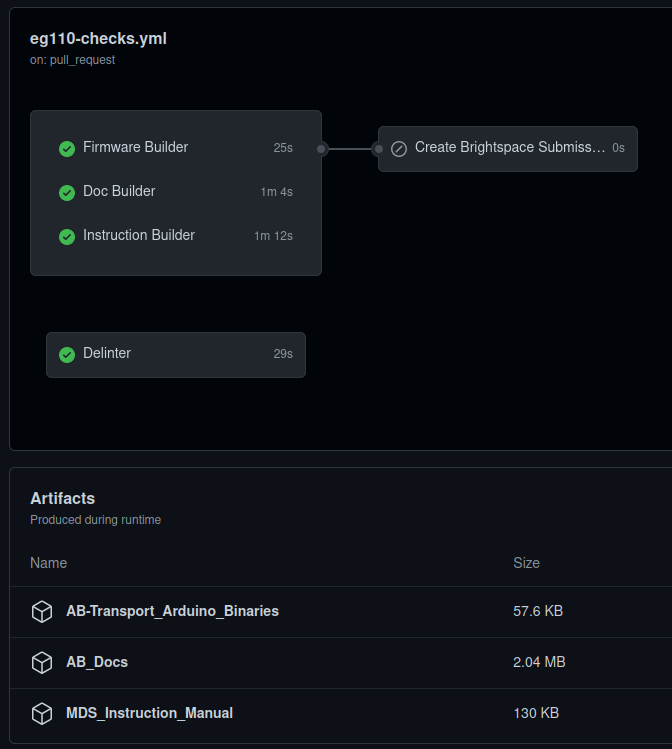 eg110-checks.yml
on: pull_request
Firmware Builder 25s
Create Brightspace Submiss... 0s
Doc Builder 1m 4s
Instruction Builder 1m 12s
Delinter 29s
Artifacts
Produced during runtime
Name Size
AB-Transport_Arduino_Binaries 57.6 KB
AB_Docs 2.04 MB
MDS_Instruction_Manual 130 KB